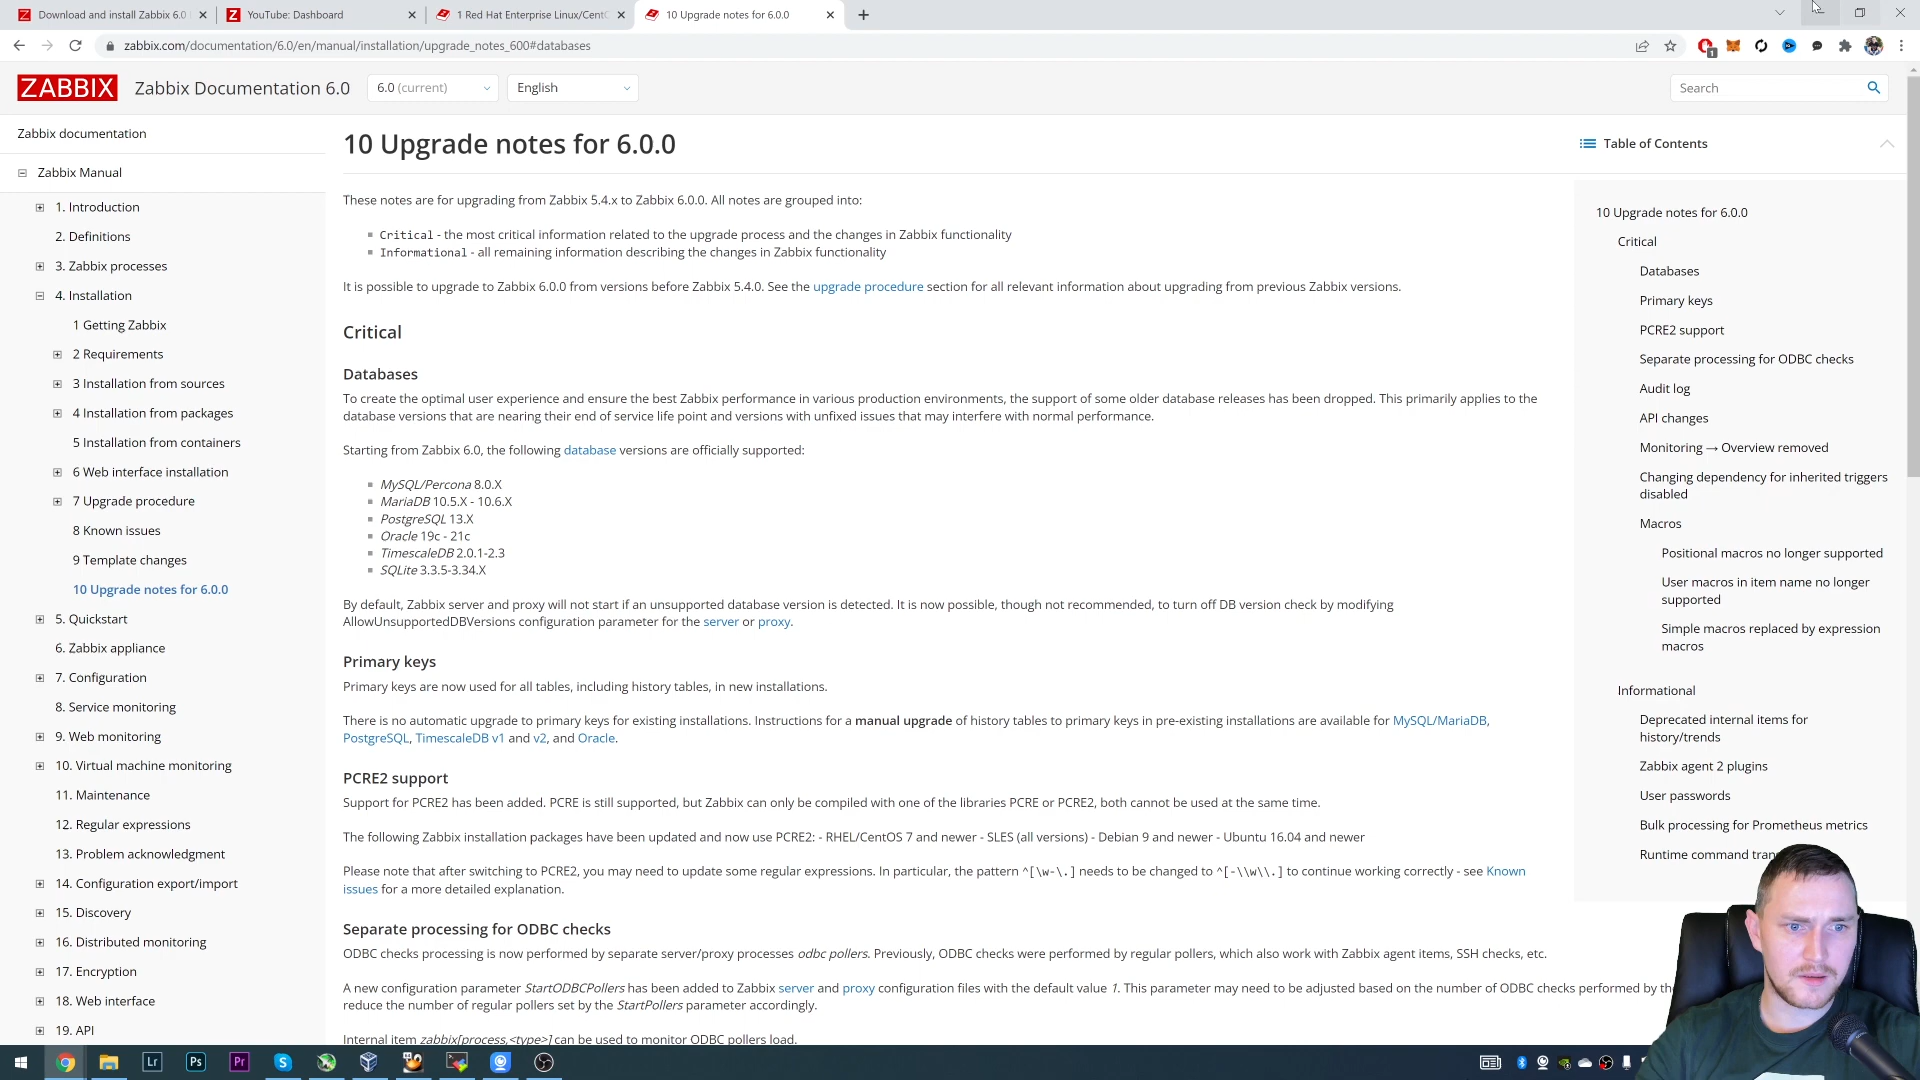 Download and install Zabbix 6.0
YouTube: Dashboard
1 Red Hat Enterprise Linux/CentO
10 Upgrade notes for 6.0.0
zabbix.com/documentation/6.0/en/manual/installation/upgrade_notes_600#databases
1
ZABBIX
Zabbix Documentation 6.0
6.0 (current)
English
Search
Zabbix documentation
Zabbix Manual
1. Introduction
2. Definitions
3. Zabbix processes
4. Installation
1 Getting Zabbix
2 Requirements
3 Installation from sources
4 Installation from packages
5 Installation from containers
6 Web interface installation
7 Upgrade procedure
8 Known issues
9 Template changes
10 Upgrade notes for 6.0.0
5. Quickstart
6. Zabbix appliance
7. Configuration
8. Service monitoring
9. Web monitoring
10. Virtual machine monitoring
11. Maintenance
12. Regular expressions
13. Problem acknowledgment
14. Configuration export/import
15. Discovery
16. Distributed monitoring
17. Encryption
18. Web interface
19. API
10 Upgrade notes for 6.0.0
These notes are for upgrading from Zabbix 5.4.x to Zabbix 6.0.0. All notes are grouped into:
Critical - the most critical information related to the upgrade process and the changes in Zabbix functionality
Informational - all remaining information describing the changes in Zabbix functionality
It is possible to upgrade to Zabbix 6.0.0 from versions before Zabbix 5.4.0. See the upgrade procedure section for all relevant information about upgrading from previous Zabbix versions.
Critical
Databases
To create the optimal user experience and ensure the best Zabbix performance in various production environments, the support of some older database releases has been dropped. This primarily applies to the
database versions that are nearing their end of service life point and versions with unfixed issues that may interfere with normal performance.
Starting from Zabbix 6.0, the following database versions are officially supported:
MySQL/Percona 8.0.X
MariaDB 10.5.X - 10.6.X
PostgreSQL 13.X
Oracle 19c - 21c
TimescaleDB 2.0.1-2.3
SQLite 3.3.5-3.34.X
By default, Zabbix server and proxy will not start if an unsupported database version is detected. It is now possible, though not recommended, to turn off DB version check by modifying
AllowUnsupportedDBVersions configuration parameter for the server or proxy.
Primary keys
Primary keys are now used for all tables, including history tables, in new installations.
There is no automatic upgrade to primary keys for existing installations. Instructions for a manual upgrade of history tables to primary keys in pre-existing installations are available for MySQL/MariaDB,
PostgreSQL, TimescaleDB v1 and v2, and Oracle.
PCRE2 support
Support for PCRE2 has been added. PCRE is still supported, but Zabbix can only be compiled with one of the libraries PCRE or PCRE2, both cannot be used at the same time.
The following Zabbix installation packages have been updated and now use PCRE2: - RHEL/CentOS 7 and newer - SLES (all versions) - Debian 9 and newer - Ubuntu 16.04 and newer
Please note that after switching to PCRE2, you may need to update some regular expressions. In particular, the pattern ^[\w-\.] needs to be changed to ^[-\\w\\.] to continue working correctly - see Known
issues for a more detailed explanation.
Separate processing for ODBC checks
ODBC checks processing is now performed by separate server/proxy processes odbc pollers. Previously, ODBC checks were performed by regular pollers, which also work with Zabbix agent items, SSH checks, etc.
A new configuration parameter StartODBCPollers has been added to Zabbix server and proxy configuration files with the default value 1. This parameter may need to be adjusted based on the number of ODBC checks performed by the
reduce the number of regular pollers set by the StartPollers parameter accordingly.
Internal item zabbix[process,<type>] can be used to monitor ODBC pollers load.
Table of Contents
10 Upgrade notes for 6.0.0
Critical
Databases
Primary keys
PCRE2 support
Separate processing for ODBC checks
Audit log
API changes
Monitoring → Overview removed
Changing dependency for inherited triggers
disabled
Macros
Positional macros no longer supported
User macros in item name no longer
supported
Simple macros replaced by expression
macros
Informational
Deprecated internal items for
history/trends
Zabbix agent 2 plugins
User passwords
Bulk processing for Prometheus metrics
Runtime command
Lr
Ps
Pr